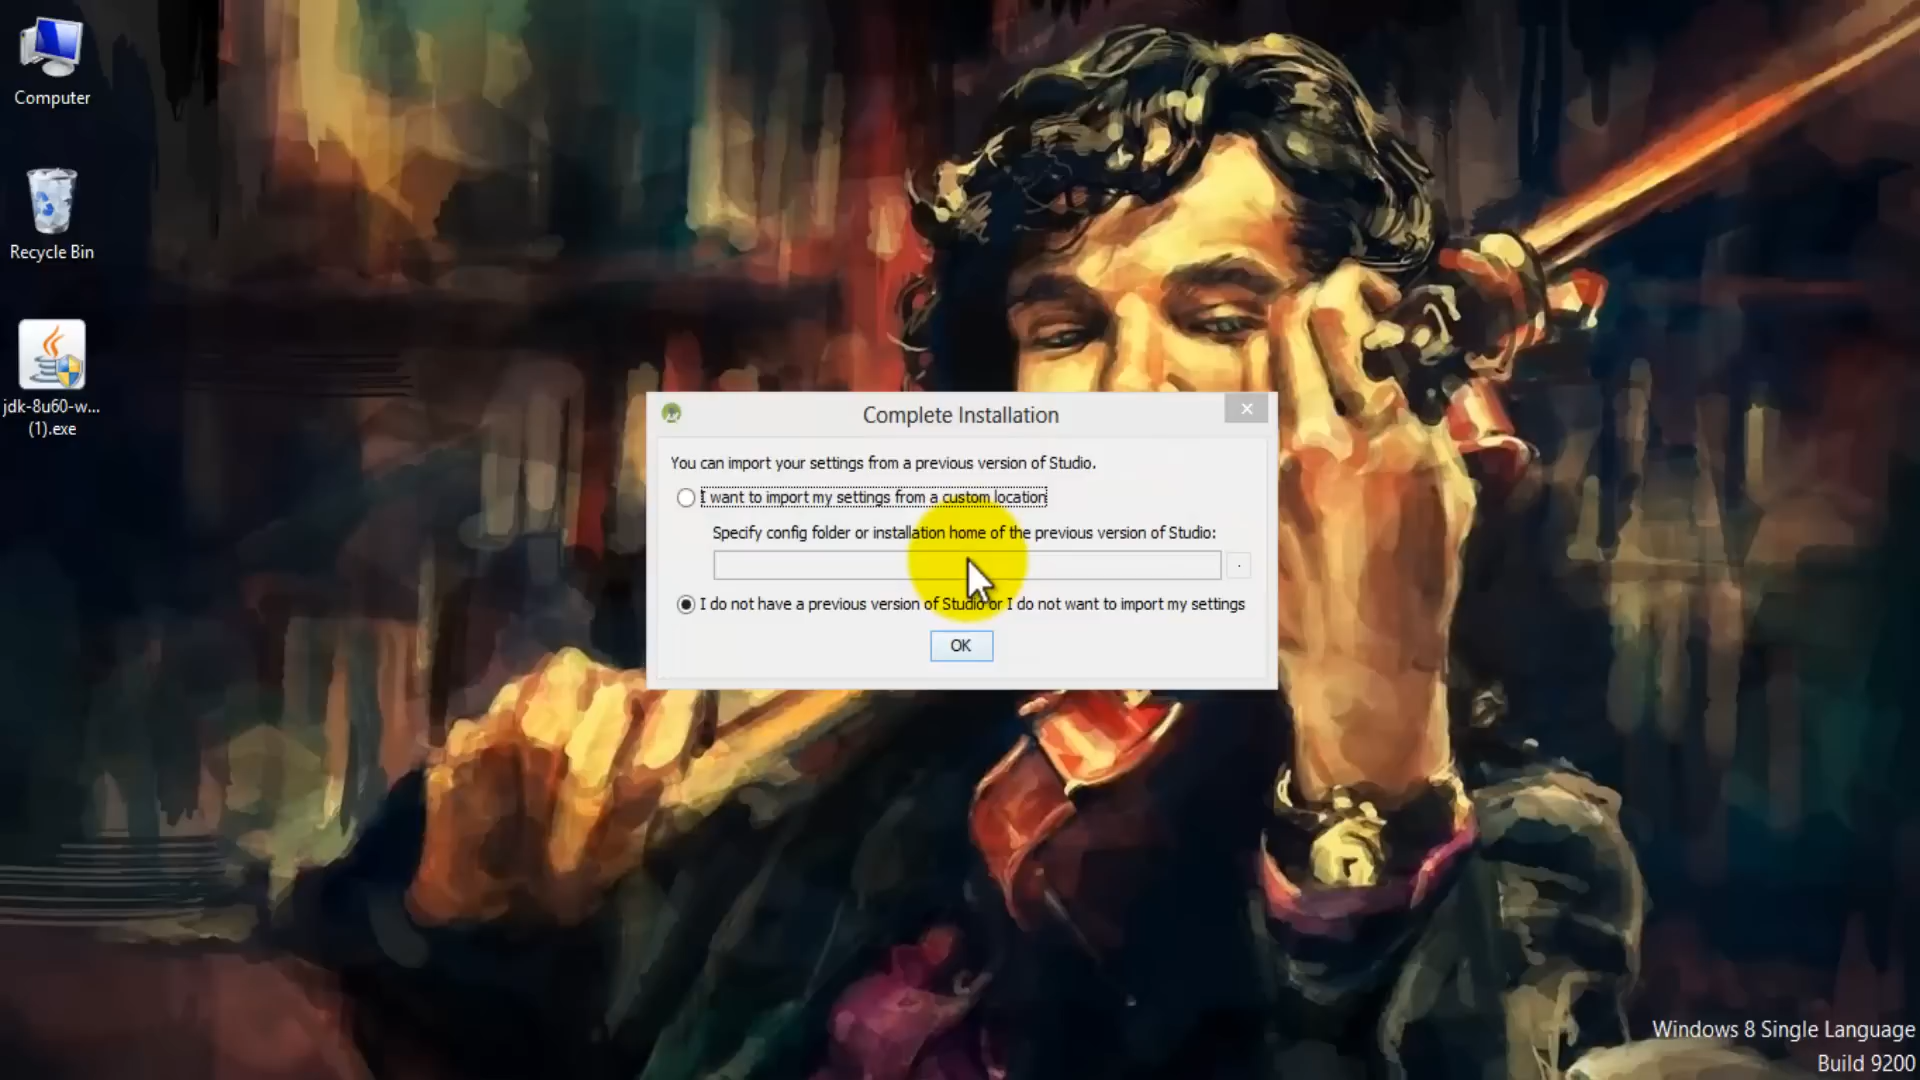 Computer
Recycle Bin
jdk-8u60-w...
(1).exe
Complete Installation
You can import your settings from a previous version of Studio.
I want to import my settings from a custom location
Specify config folder or installation home of the previous version of Studio:
I do not have a previous version of Studio or I do not want to import my settings
OK
Windows 8 Single Language
Build 9200